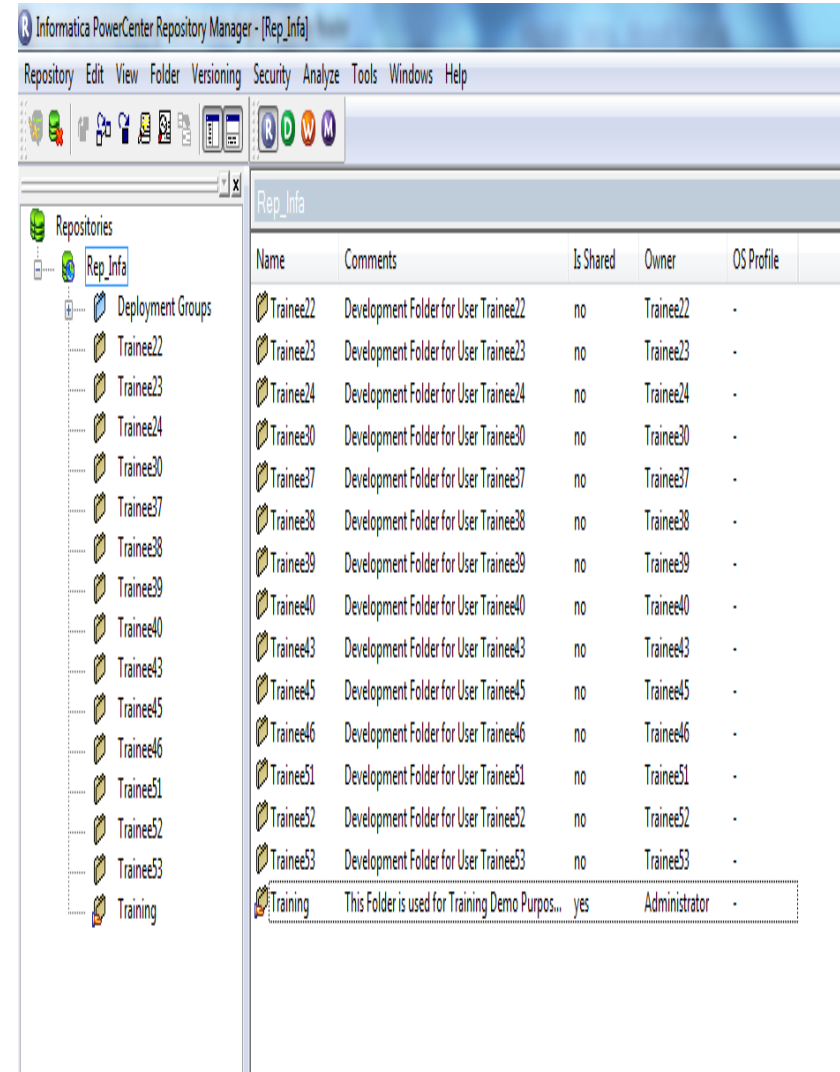 Informatica PowerCenter Repository Manager - [Rep_Infa]
Repository Edit View Folder Versioning Security Analyze Tools Windows Help
R D W M
Repositories
Rep_Infa
Deployment Groups
Trainee22
Trainee23
Trainee24
Trainee30
Trainee37
Trainee38
Trainee39
Trainee40
Trainee43
Trainee45
Trainee46
Trainee51
Trainee52
Trainee53
Training
Rep_Infa
Name Comments Is Shared Owner OS Profile
Trainee22 Development Folder for User Trainee22 no Trainee22 -
Trainee23 Development Folder for User Trainee23 no Trainee23 -
Trainee24 Development Folder for User Trainee24 no Trainee24 -
Trainee30 Development Folder for User Trainee30 no Trainee30 -
Trainee37 Development Folder for User Trainee37 no Trainee37 -
Trainee38 Development Folder for User Trainee38 no Trainee38 -
Trainee39 Development Folder for User Trainee39 no Trainee39 -
Trainee40 Development Folder for User Trainee40 no Trainee40 -
Trainee43 Development Folder for User Trainee43 no Trainee43 -
Trainee45 Development Folder for User Trainee45 no Trainee45 -
Trainee46 Development Folder for User Trainee46 no Trainee46 -
Trainee51 Development Folder for User Trainee51 no Trainee51 -
Trainee52 Development Folder for User Trainee52 no Trainee52 -
Trainee53 Development Folder for User Trainee53 no Trainee53 -
Training This Folder is used for Training Demo Purpos... yes Administrator -